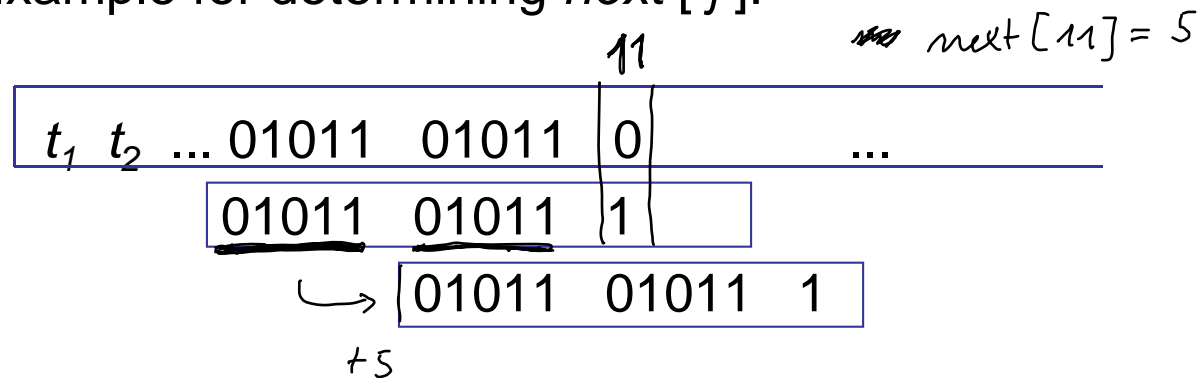 xample for determining next [ j ]:
next [11] = 5
11
t1 t2 ... 01011 01011 0 ...
01011 01011 1
01011 01011 1
+5